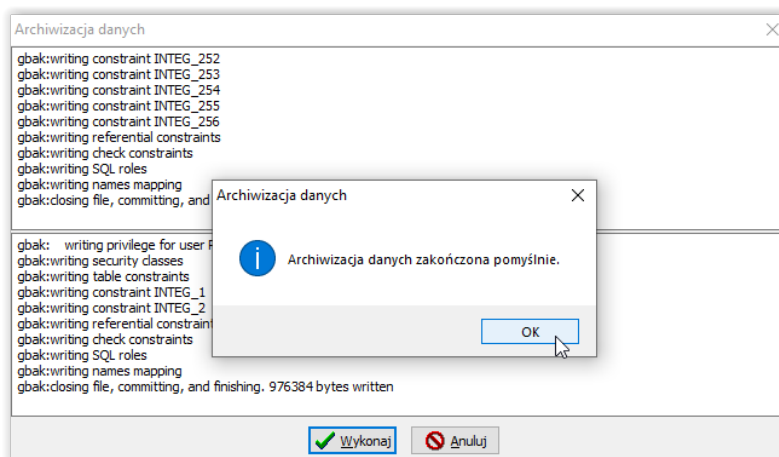 Archiwizacja danych
gbak:writing constraint INTEG_252
gbak:writing constraint INTEG_253
gbak:writing constraint INTEG_254
gbak:writing constraint INTEG_255
gbak:writing constraint INTEG_256
gbak:writing referential constraints
gbak:writing check constraints
gbak:writing SQL roles
gbak:writing names mapping
gbak:closing file, committing, and
Archiwizacja danych
Archiwizacja danych zakończona pomyślnie.
OK
gbak: writing privilege for user
gbak:writing security classes
gbak:writing table constraints
gbak:writing constraint INTEG_1
gbak:writing constraint INTEG_2
gbak:writing referential constraint
gbak:writing check constraints
gbak:writing SQL roles
gbak:writing names mapping
gbak:closing file, committing, and finishing. 976384 bytes written
Wykonaj
Anuluj